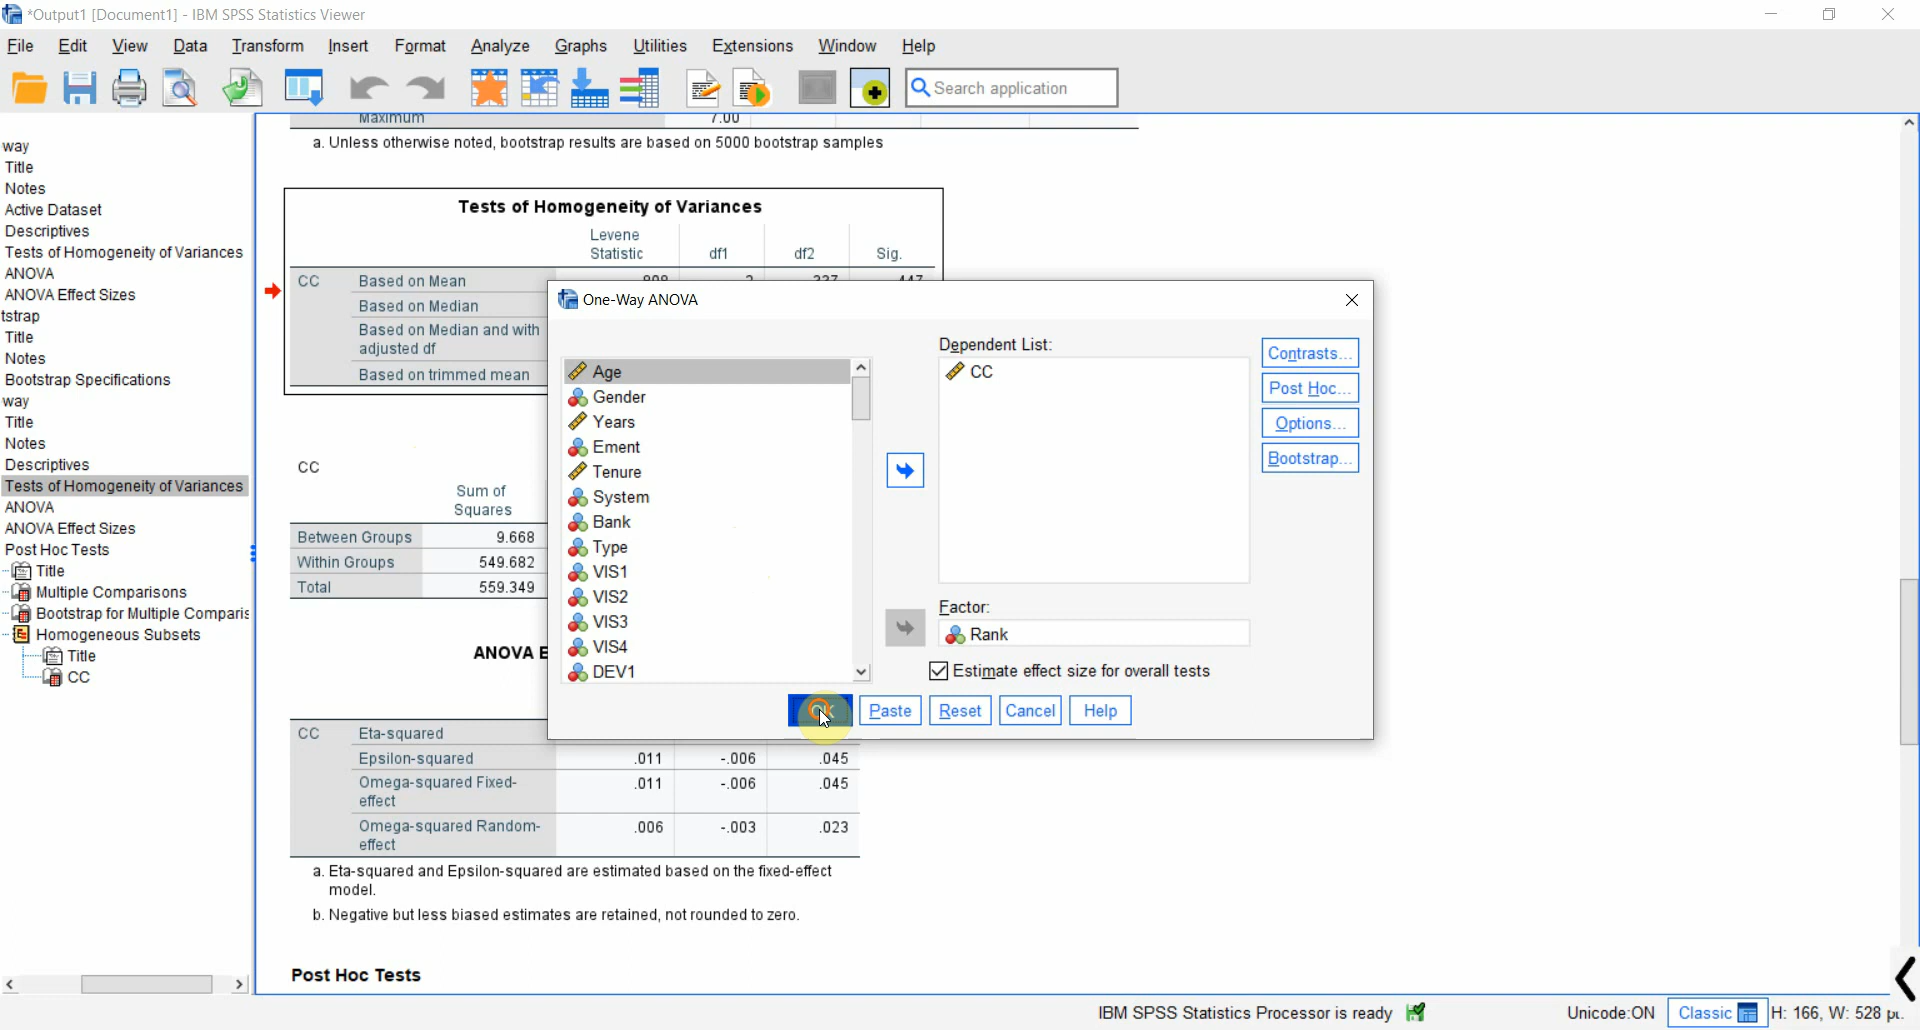 *Output1 [Document1] - IBM SPSS Statistics Viewer
File Edit View Data Transform Insert Format Analyze Graphs Utilities Extensions Window Help
Search application
way
Title
Notes
Active Dataset
Descriptives
Tests of Homogeneity of Variances
ANOVA
ANOVA Effect Sizes
tstrap
Title
Notes
Bootstrap Specifications
way
Title
Notes
Descriptives
Tests of Homogeneity of Variances
ANOVA
ANOVA Effect Sizes
Post Hoc Tests
Title
Multiple Comparisons
Bootstrap for Multiple Comparis
Homogeneous Subsets
Title
CC
Maximum 7.00
a. Unless otherwise noted, bootstrap results are based on 5000 bootstrap samples
Tests of Homogeneity of Variances
Levene Statistic df1 df2 Sig.
CC Based on Mean
Based on Median
Based on Median and with adjusted df
Based on trimmed mean
CC
Sum of Squares
Between Groups 9.668
Within Groups 549.682
Total 559.349
ANOVA E
CC Eta-squared
Epsilon-squared .011 -.006 .045
Omega-squared Fixed-effect .011 -.006 .045
Omega-squared Random-effect .006 -.003 .023
a. Eta-squared and Epsilon-squared are estimated based on the fixed-effect
model.
b. Negative but less biased estimates are retained, not rounded to zero.
Post Hoc Tests
One-Way ANOVA
Age
Gender
Years
Ement
Tenure
System
Bank
Type
VIS1
VIS2
VIS3
VIS4
DEV1
Dependent List:
CC
Factor:
Rank
Estimate effect size for overall tests
Contrasts...
Post Hoc...
Options...
Bootstrap...
OK Paste Reset Cancel Help
IBM SPSS Statistics Processor is ready Unicode:ON Classic H: 166, W: 528 pt.